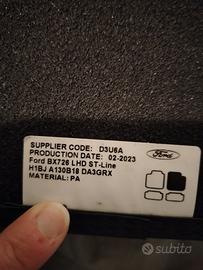 SUPPLIER CODE: D3U6A
PRODUCTION DATE: 02-2023
Ford BX726 LHD ST-Line
H1BJ A130B18 DA3GRX
MATERIAL: PA
Ford
subito